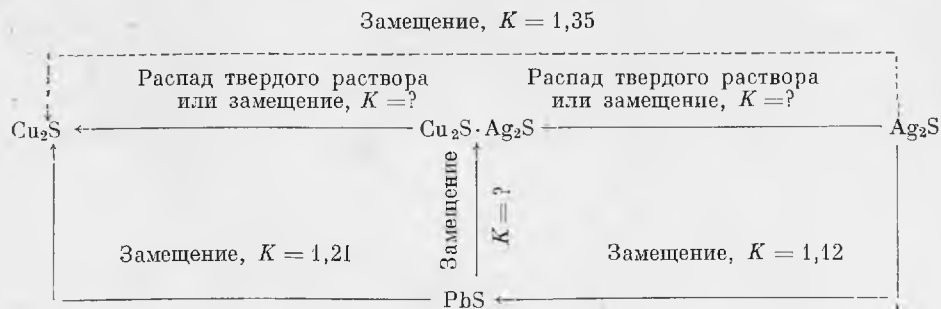 Замещение, K = 1,35
Распад твердого раствора
или замещение, K =?
Распад твердого раствора
или замещение, K =?
Cu₂S
Cu₂S·Ag₂S
Ag₂S
Замещение
K = ?
Замещение, K = 1,21
Замещение, K = 1,12
PbS